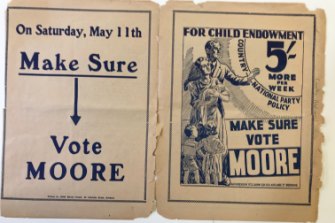 On Saturday, May 11th
Make Sure
Vote
MOORE
FOR CHILD ENDOWMENT
5/-
MORE
PER
WEEK
COUNTRY
NATIONAL PARTY
POLICY
MAKE SURE
VOTE
MOORE